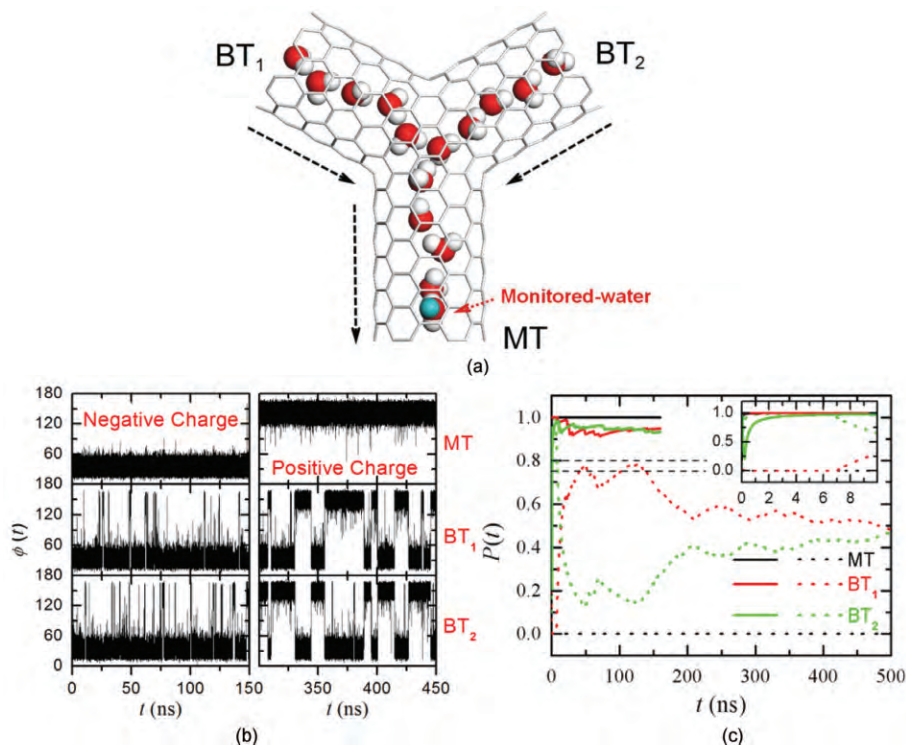 BT1
BT2
Monitored-water
MT
(a)
180
120
60
0
180
120
60
0
180
120
60
0
ϕ (t)
Negative Charge
Positive Charge
MT
BT1
BT2
0 50 100 150
350 400 450
t (ns)
t (ns)
(b)
1.0
0.8
0.6
0.4
0.2
0.0
P(t)
1.0
0.5
0.0
0 2 4 6 8
MT
BT1
BT2
0 100 200 300 400 500
t (ns)
(c)